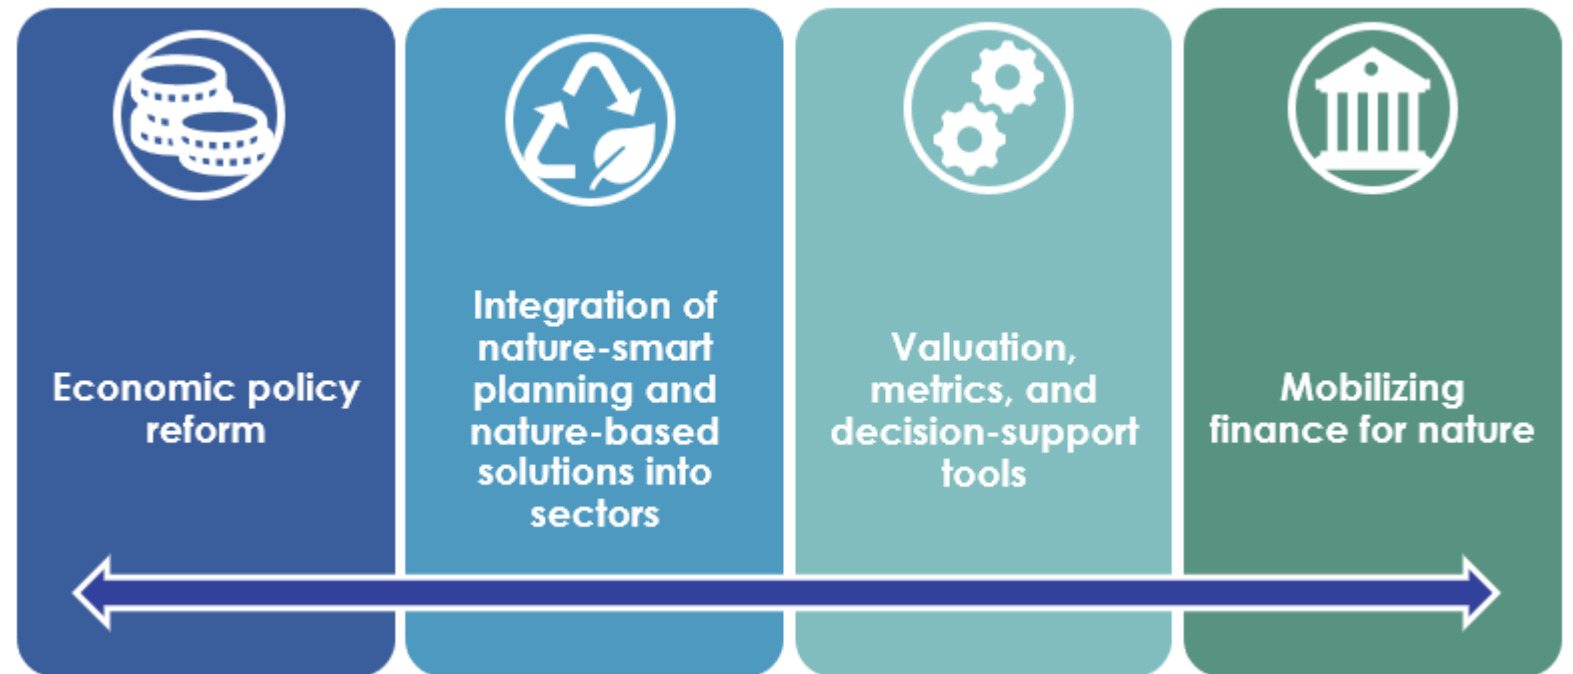 Economic policy
reform
Integration of
nature-smart
planning and
nature-based
solutions into
sectors
Valuation,
metrics, and
decision-support
tools
Mobilizing
finance for nature